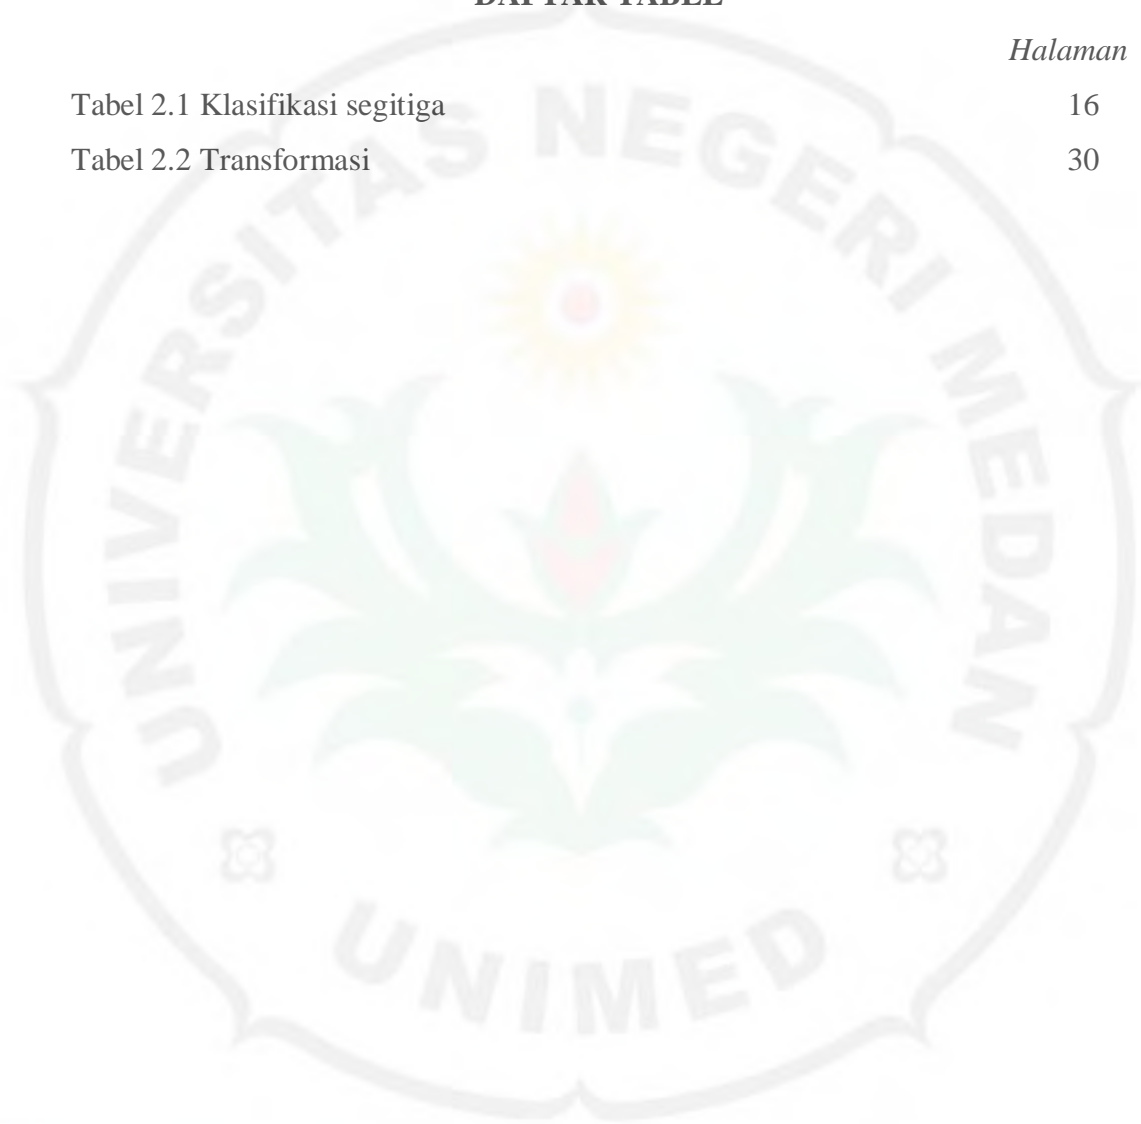 DAFTAR TABEL
Halaman
Tabel 2.1 Klasifikasi segitiga 16
Tabel 2.2 Transformasi 30
UNIVERSITAS NEGERI MEDAN
UNIMED